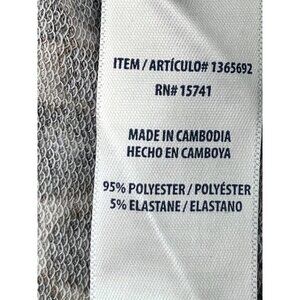 ITEM / ARTÍCULO# 1365692
RN# 15741
MADE IN CAMBODIA
HECHO EN CAMBOYA
95% POLYESTER / POLYÉSTER
5% ELASTANE / ELASTANO